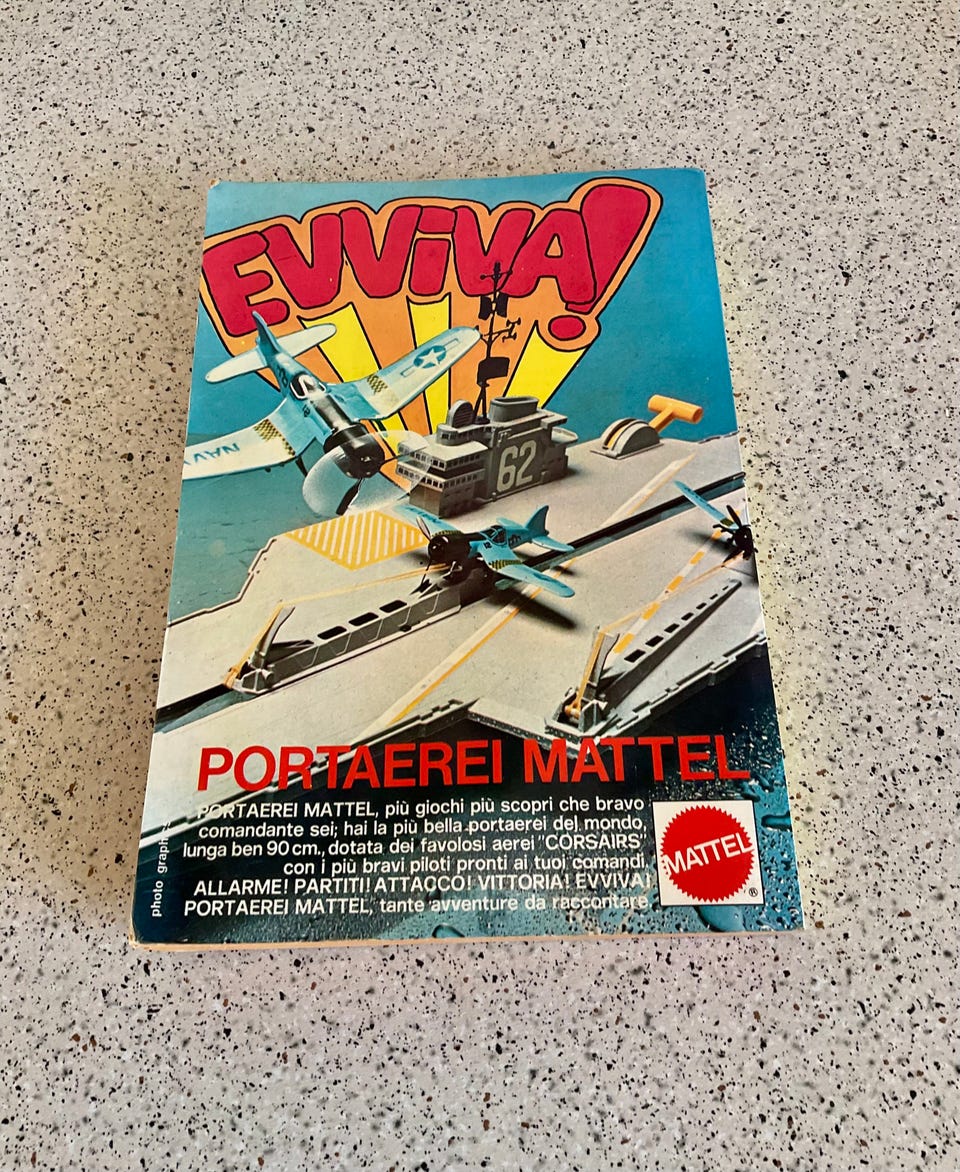 EVViVA!
NAVY
62
PORTAEREI MATTEL
PORTAEREI MATTEL, più giochi più scopri che bravo
comandante sei; hai la più bella portaerei del mondo,
lunga ben 90 cm., dotata dei favolosi aerei "CORSAIRS"
con i più bravi piloti pronti ai tuoi comandi.
ALLARME! PARTITI! ATTACCO! VITTORIA! EVVIVA!
PORTAEREI MATTEL, tante avventure da raccontare.
MATTEL
®
photo graphics